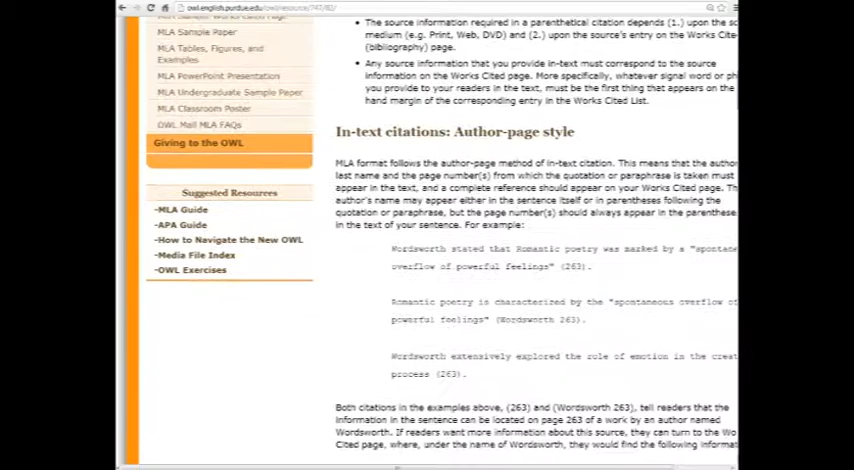 owl.english.purdue.edu/owl/resource/747/02/
MLA Sample Paper
MLA Tables, Figures, and
Examples
MLA PowerPoint Presentation
MLA Undergraduate Sample Paper
MLA Classroom Poster
OWL Mail MLA FAQs
Giving to the OWL
Suggested Resources
-MLA Guide
-APA Guide
-How to Navigate the New OWL
-Media File Index
-OWL Exercises
• The source information required in a parenthetical citation depends (1.) upon the sou
medium (e.g. Print, Web, DVD) and (2.) upon the source's entry on the Works Cite
(bibliography) page.
• Any source information that you provide in-text must correspond to the source
information on the Works Cited page. More specifically, whatever signal word or ph
you provide to your readers in the text, must be the first thing that appears on the
hand margin of the corresponding entry in the Works Cited List.
In-text citations: Author-page style
MLA format follows the author-page method of in-text citation. This means that the author
last name and the page number(s) from which the quotation or paraphrase is taken must
appear in the text, and a complete reference should appear on your Works Cited page. Th
author's name may appear either in the sentence itself or in parentheses following the
quotation or paraphrase, but the page number(s) should always appear in the parenthese
in the text of your sentence. For example:
Wordsworth stated that Romantic poetry was marked by a "spontane
overflow of powerful feelings" (263).
Romantic poetry is characterized by the "spontaneous overflow of
powerful feelings" (Wordsworth 263).
Wordsworth extensively explored the role of emotion in the creat
process (263).
Both citations in the examples above, (263) and (Wordsworth 263), tell readers that the
information in the sentence can be located on page 263 of a work by an author named
Wordsworth. If readers want more information about this source, they can turn to the Wo
Cited page, where, under the name of Wordsworth, they would find the following informat